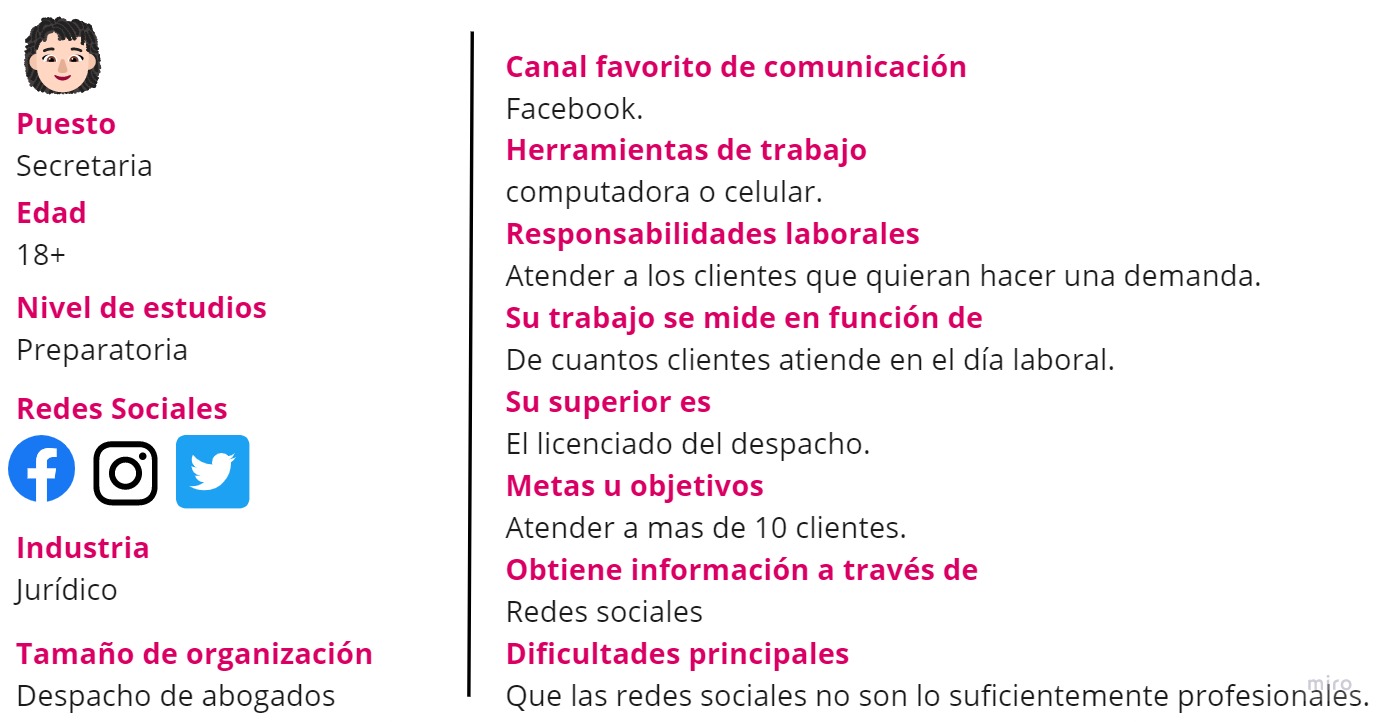 Puesto
Secretaria
Edad
18+
Nivel de estudios
Preparatoria
Redes Sociales
Industria
Jurídico
Tamaño de organización
Despacho de abogados
Canal favorito de comunicación
Facebook.
Herramientas de trabajo
computadora o celular.
Responsabilidades laborales
Atender a los clientes que quieran hacer una demanda.
Su trabajo se mide en función de
De cuantos clientes atiende en el día laboral.
Su superior es
El licenciado del despacho.
Metas u objetivos
Atender a mas de 10 clientes.
Obtiene información a través de
Redes sociales
Dificultades principales
Que las redes sociales no son lo suficientemente profesionales.
miro